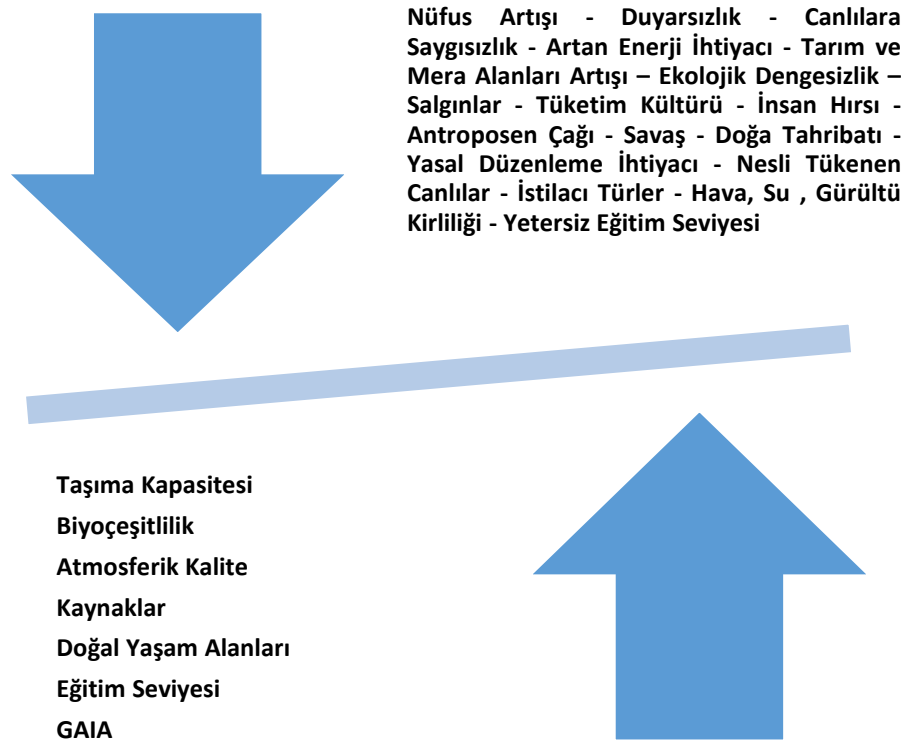 Nüfus Artışı - Duyarsızlık - Canlılara
Saygısızlık - Artan Enerji İhtiyacı - Tarım ve
Mera Alanları Artışı – Ekolojik Dengesizlik –
Salgınlar - Tüketim Kültürü - İnsan Hırsı -
Antroposen Çağı - Savaş - Doğa Tahribatı -
Yasal Düzenleme İhtiyacı - Nesli Tükenen
Canlılar - İstilacı Türler - Hava, Su , Gürültü
Kirliliği - Yetersiz Eğitim Seviyesi
Taşıma Kapasitesi
Biyoçeşitlilik
Atmosferik Kalite
Kaynaklar
Doğal Yaşam Alanları
Eğitim Seviyesi
GAIA